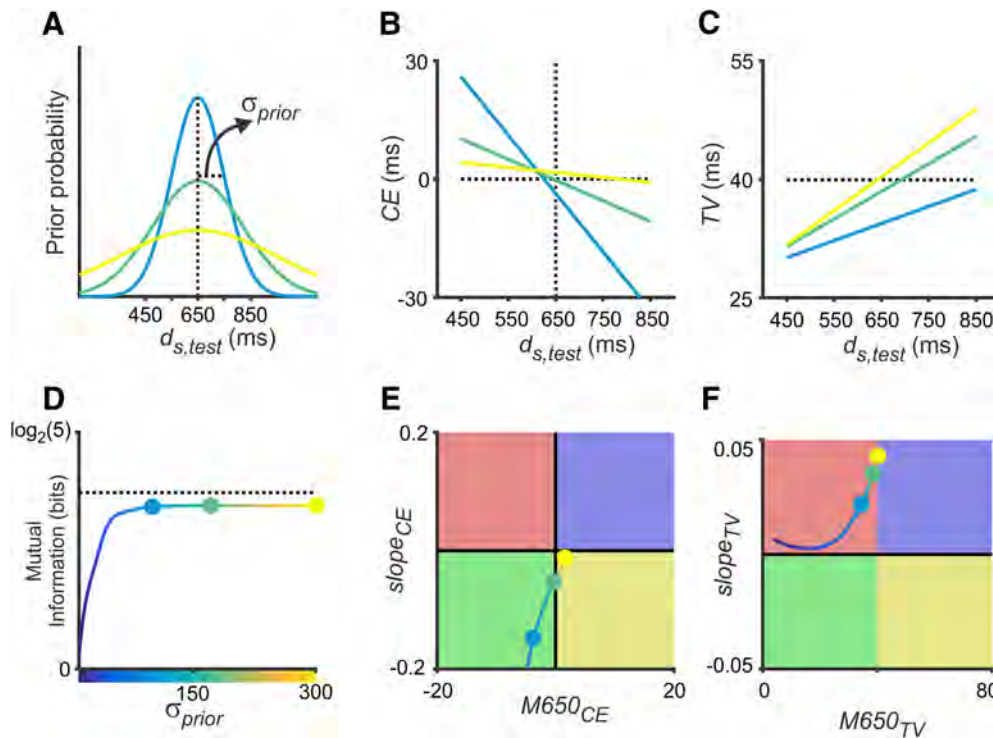 A
Prior probability
σprior
450 650 850
ds,test (ms)
B
CE (ms)
30
0
-30
450 550 650 750 850
ds,test (ms)
C
TV (ms)
55
40
25
450 550 650 750 850
ds,test (ms)
D
log2(5)
Mutual
Information (bits)
0
150
300
σprior
E
slopeCE
0.2
-0.2
-20
20
M650CE
F
slopeTV
0.05
-0.05
0
40
80
M650TV